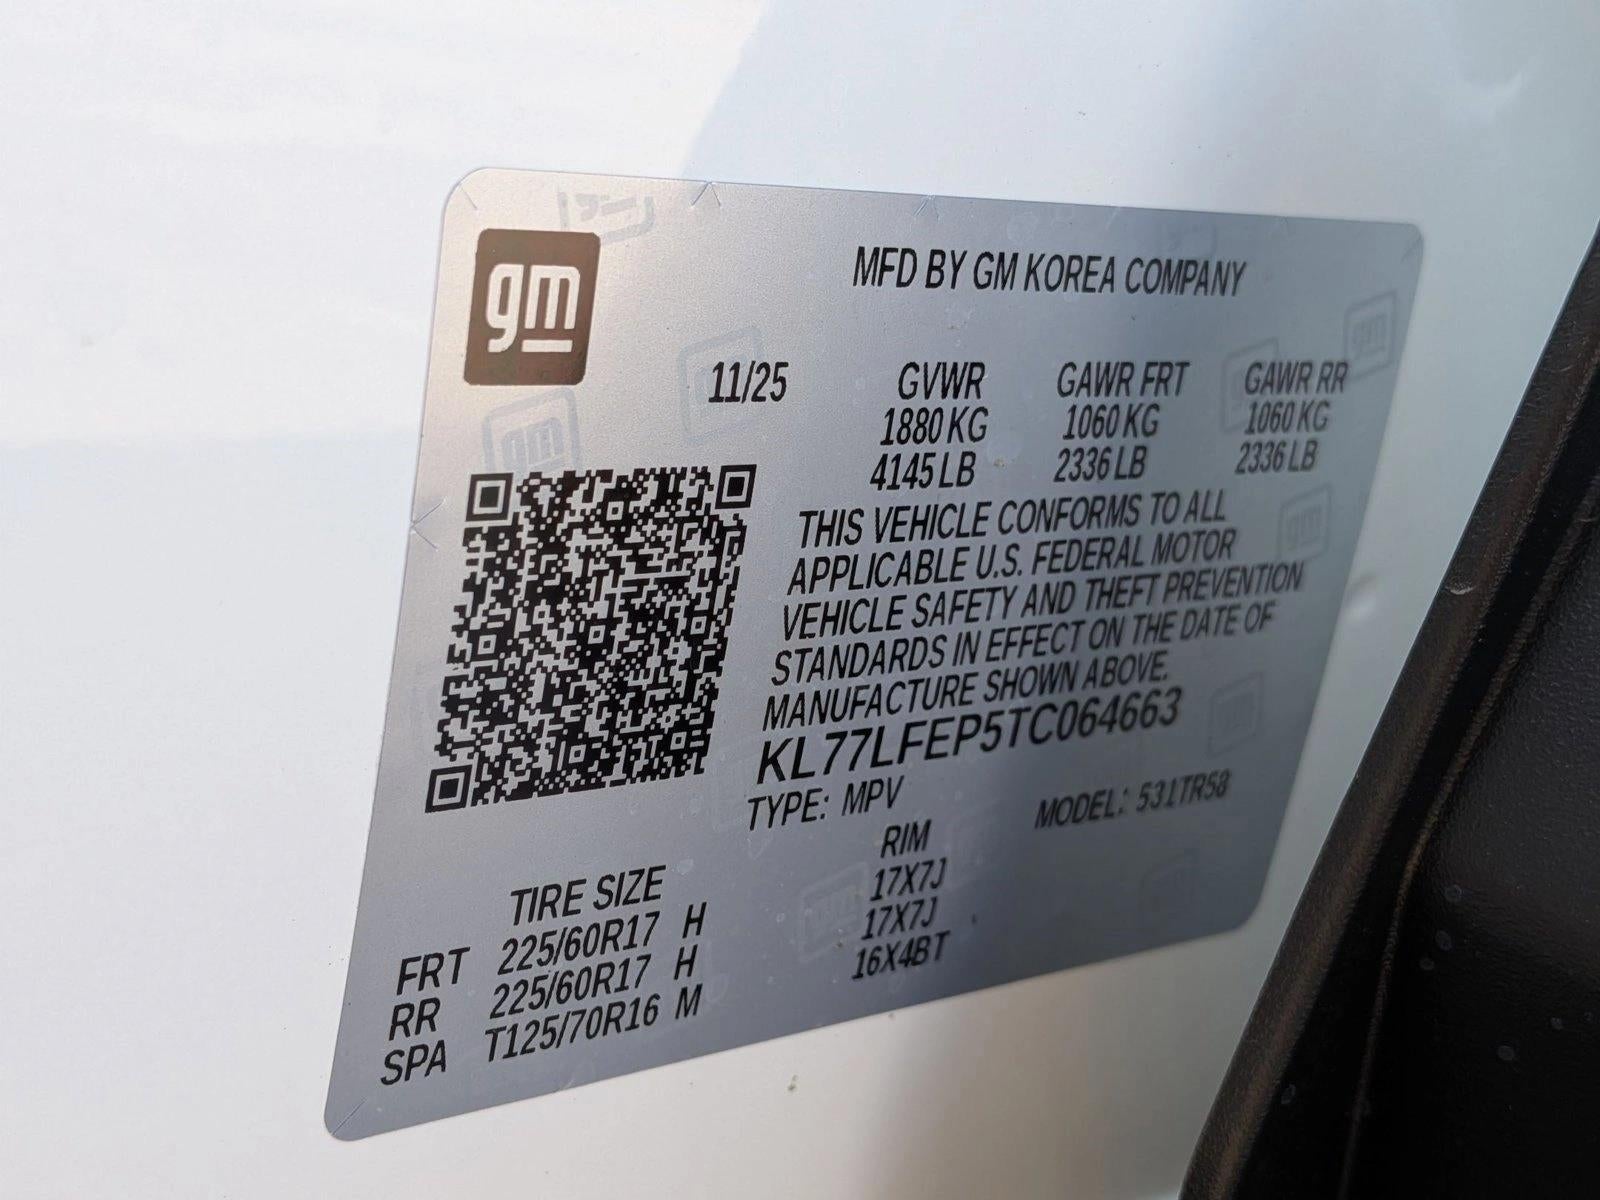 gm
MFD BY GM KOREA COMPANY
11/25 GVWR GAWR FRT GAWR RR
1880 KG 1060 KG 1060 KG
4145 LB 2336 LB 2336 LB
THIS VEHICLE CONFORMS TO ALL
APPLICABLE U.S. FEDERAL MOTOR
VEHICLE SAFETY AND THEFT PREVENTION
STANDARDS IN EFFECT ON THE DATE OF
MANUFACTURE SHOWN ABOVE.
KL77LFEP5TC064663
TYPE: MPV MODEL: 531TR58
TIRE SIZE RIM
FRT 225/60R17 H 17X7J
RR 225/60R17 H 17X7J
SPA T125/70R16 M 16X4BT